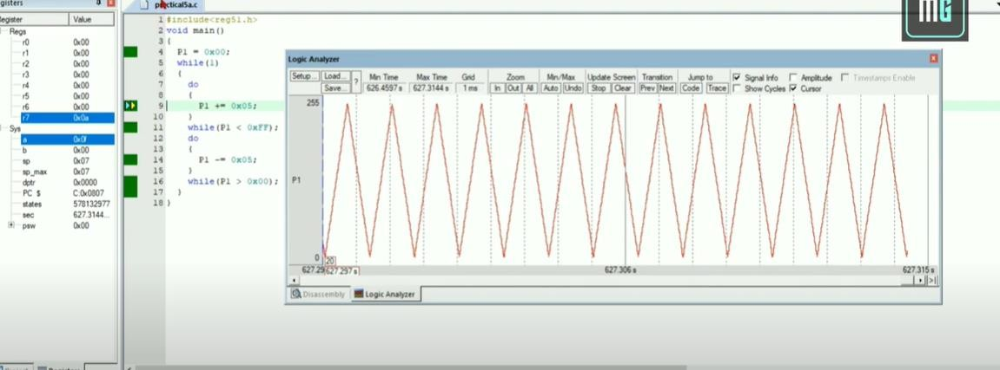 gisters
practical5a.c
MG
Register Value
Regs
r0 0x00
r1 0x00
r2 0x00
r3 0x00
r4 0x00
r5 0x00
r6 0x00
r7 0x0a
Sys
a 0x0f
b 0x00
sp 0x07
sp_max 0x07
dptr 0x0000
PC $ C:0x0807
states 578132977
sec 627.3144...
psw 0x00
1 #include<reg51.h>
2 void main()
3 {
4 P1 = 0x00;
5 while(1)
6 {
7 do
8 {
9 P1 += 0x05;
10 }
11 while(P1 < 0xFF);
12 do
13 {
14 P1 -= 0x05;
15 }
16 while(P1 > 0x00);
17 }
18 }
Logic Analyzer
Setup... Load... ? Min Time Max Time Grid Zoom Min/Max Update Screen Transition Jump to Signal Info Amplitude Timestamps Enable
Save... 626.4597 s 627.3144 s 1 ms In Out All Auto Undo Stop Clear Prev Next Code Trace Show Cycles Cursor
255
P1
0
20
627.29 627.297 s 627.306 s 627.315 s
Disassembly Logic Analyzer
Registers